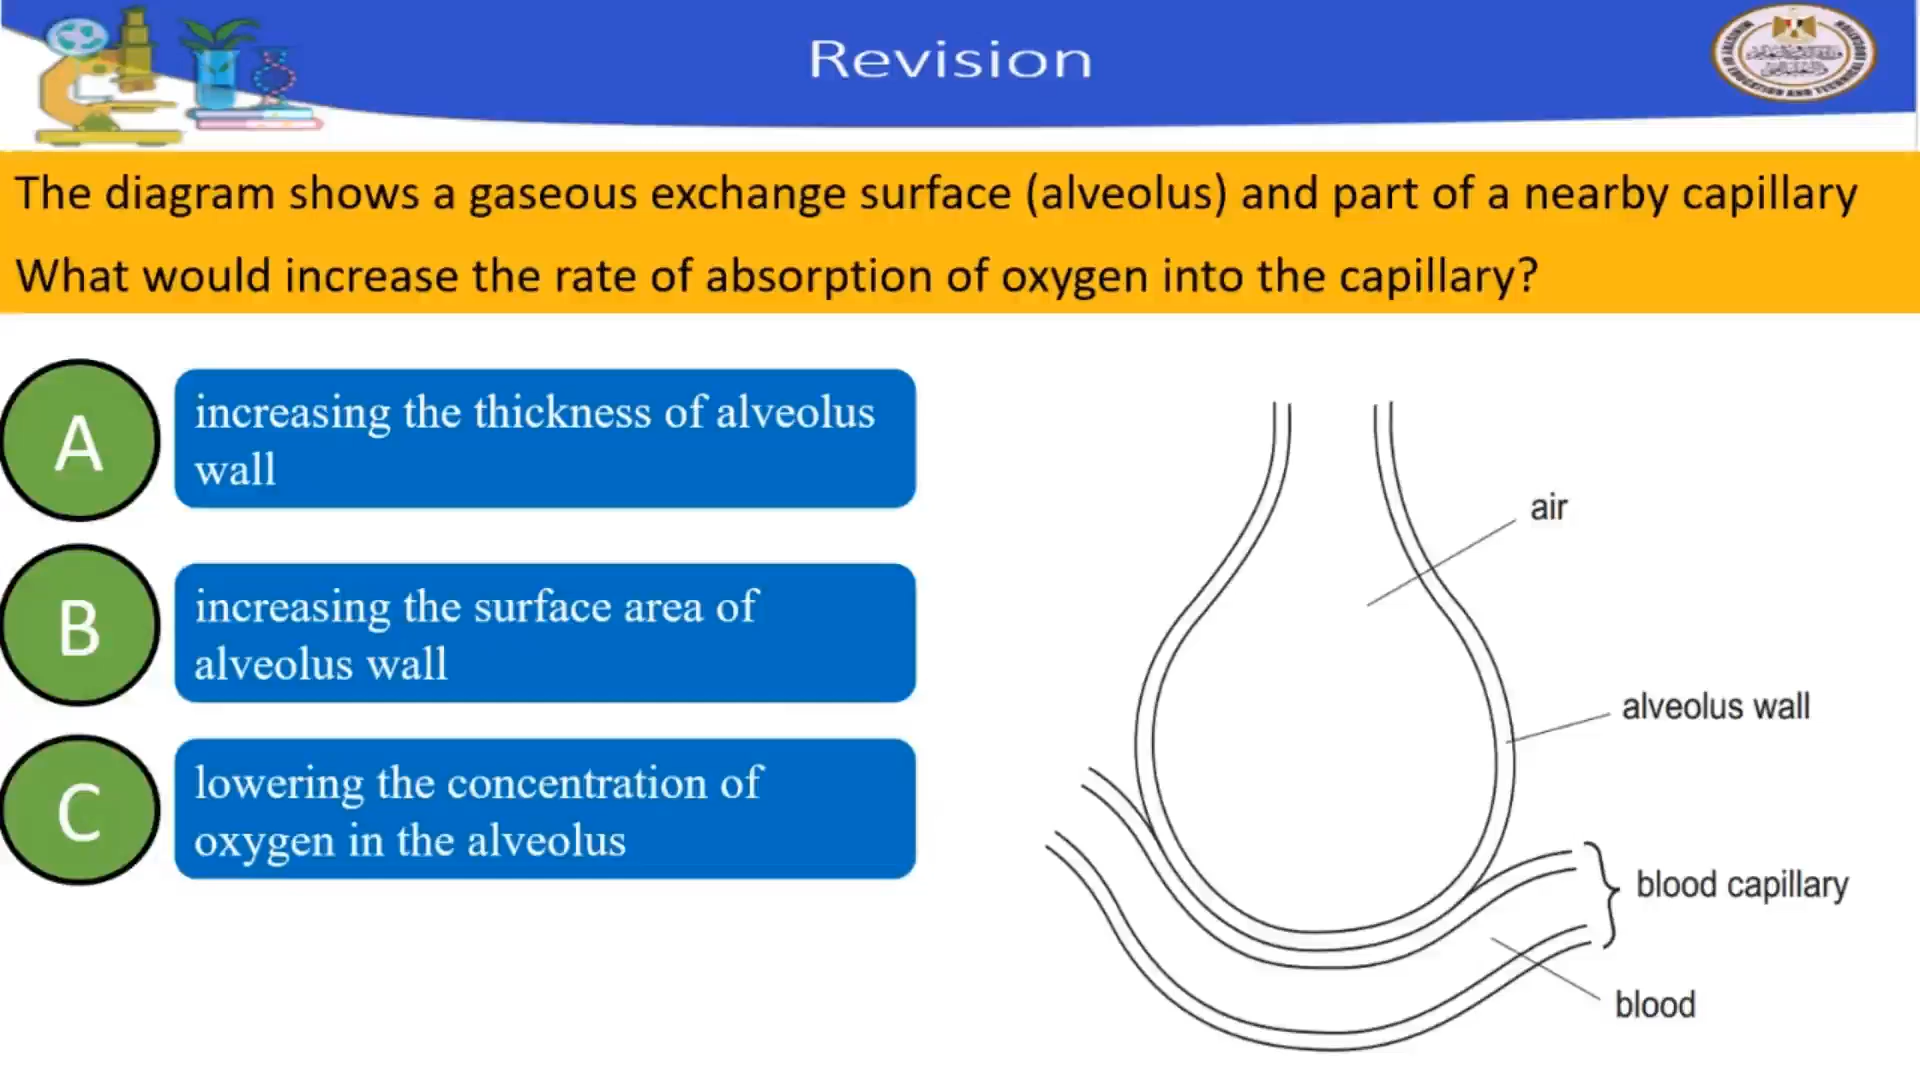 Revision
The diagram shows a gaseous exchange surface (alveolus) and part of a nearby capillary
What would increase the rate of absorption of oxygen into the capillary?
A
increasing the thickness of alveolus
wall
B
increasing the surface area of
alveolus wall
C
lowering the concentration of
oxygen in the alveolus
air
alveolus wall
blood capillary
blood